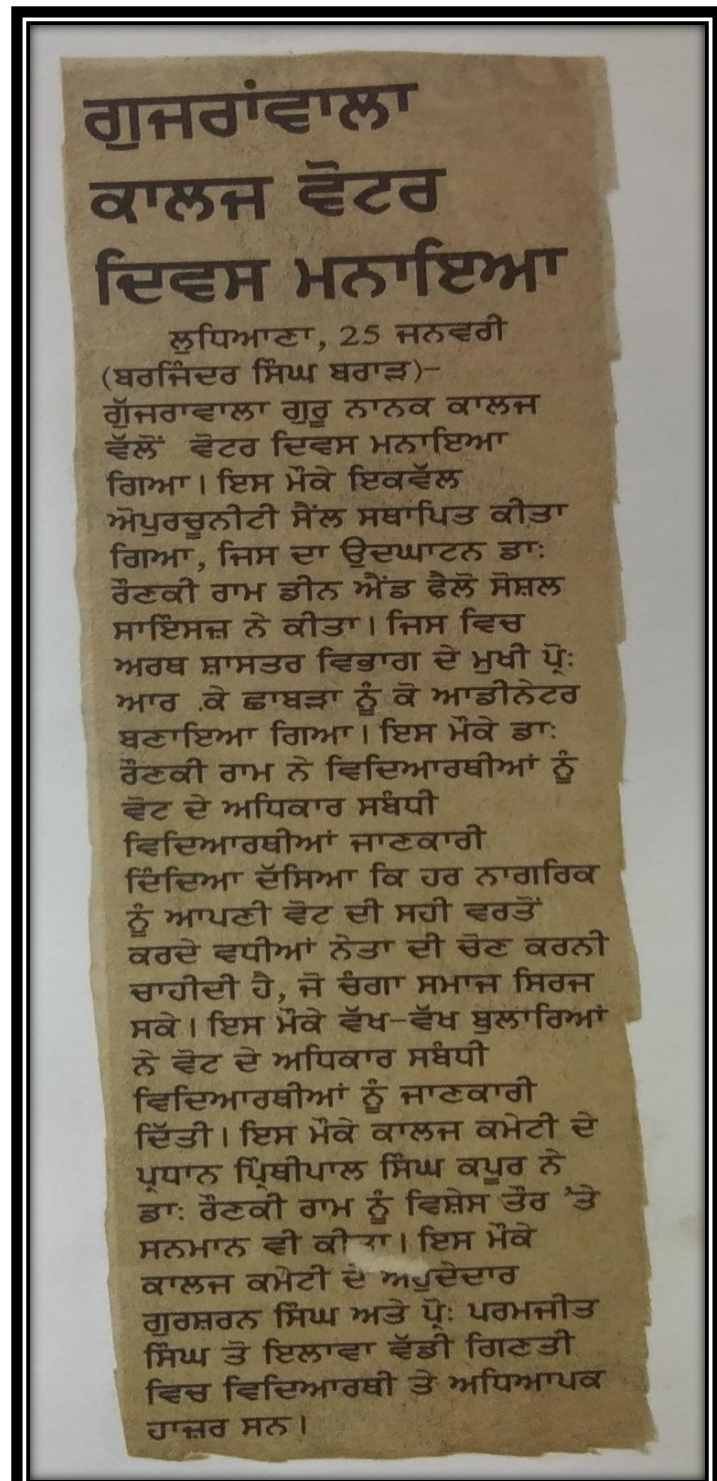 ਗੁਜਰਾਂਵਾਲਾ
ਕਾਲਜ ਵੋਟਰ
ਦਿਵਸ ਮਨਾਇਆ
ਲੁਧਿਆਣਾ, 25 ਜਨਵਰੀ
(ਬਰਜਿੰਦਰ ਸਿੰਘ ਬਰਾੜ)-
ਗੁੱਜਰਾਵਾਲਾ ਗੁਰੂ ਨਾਨਕ ਕਾਲਜ
ਵੱਲੋਂ ਵੋਟਰ ਦਿਵਸ ਮਨਾਇਆ
ਗਿਆ। ਇਸ ਮੌਕੇ ਇਕਵੱਲ
ਔਪੁਰਚੂਨੀਟੀ ਸੈੱਲ ਸਥਾਪਿਤ ਕੀਤਾ
ਗਿਆ, ਜਿਸ ਦਾ ਉਦਘਾਟਨ ਡਾ:
ਰੌਣਕੀ ਰਾਮ ਡੀਨ ਐਂਡ ਫੈਲੋ ਸੋਸ਼ਲ
ਸਾਇੰਸਜ਼ ਨੇ ਕੀਤਾ। ਜਿਸ ਵਿਚ
ਅਰਥ ਸ਼ਾਸਤਰ ਵਿਭਾਗ ਦੇ ਮੁਖੀ ਪ੍ਰੋ:
ਆਰ .ਕੇ ਛਾਬੜਾ ਨੂੰ ਕੋ ਆਡੀਨੇਟਰ
ਬਣਾਇਆ ਗਿਆ। ਇਸ ਮੌਕੇ ਡਾ:
ਰੌਣਕੀ ਰਾਮ ਨੇ ਵਿਦਿਆਰਥੀਆਂ ਨੂੰ
ਵੋਟ ਦੇ ਅਧਿਕਾਰ ਸਬੰਧੀ
ਵਿਦਿਆਰਥੀਆਂ ਜਾਣਕਾਰੀ
ਦਿੰਦਿਆ ਦੱਸਿਆ ਕਿ ਹਰ ਨਾਗਰਿਕ
ਨੂੰ ਆਪਣੀ ਵੋਟ ਦੀ ਸਹੀ ਵਰਤੋਂ
ਕਰਦੇ ਵਧੀਆਂ ਨੇਤਾ ਦੀ ਚੋਣ ਕਰਨੀ
ਚਾਹੀਦੀ ਹੈ, ਜੋ ਚੰਗਾ ਸਮਾਜ ਸਿਰਜ
ਸਕੇ। ਇਸ ਮੌਕੇ ਵੱਖ-ਵੱਖ ਬੁਲਾਰਿਆਂ
ਨੇ ਵੋਟ ਦੇ ਅਧਿਕਾਰ ਸਬੰਧੀ
ਵਿਦਿਆਰਥੀਆਂ ਨੂੰ ਜਾਣਕਾਰੀ
ਦਿੱਤੀ। ਇਸ ਮੌਕੇ ਕਾਲਜ ਕਮੇਟੀ ਦੇ
ਪ੍ਰਧਾਨ ਪ੍ਰਿੰਥੀਪਾਲ ਸਿੰਘ ਕਪੂਰ ਨੇ
ਡਾ: ਰੌਣਕੀ ਰਾਮ ਨੂੰ ਵਿਸ਼ੇਸ ਤੌਰ 'ਤੇ
ਸਨਮਾਨ ਵੀ ਕੀਤਾ। ਇਸ ਮੌਕੇ
ਕਾਲਜ ਕਮੇਟੀ ਦੇ ਅਹੁਦੇਦਾਰ
ਗੁਰਸ਼ਰਨ ਸਿੰਘ ਅਤੇ ਪ੍ਰੋ: ਪਰਮਜੀਤ
ਸਿੰਘ ਤੋ ਇਲਾਵਾ ਵੱਡੀ ਗਿਣਤੀ
ਵਿਚ ਵਿਦਿਆਰਥੀ ਤੇ ਅਧਿਆਪਕ
ਹਾਜ਼ਰ ਸਨ।